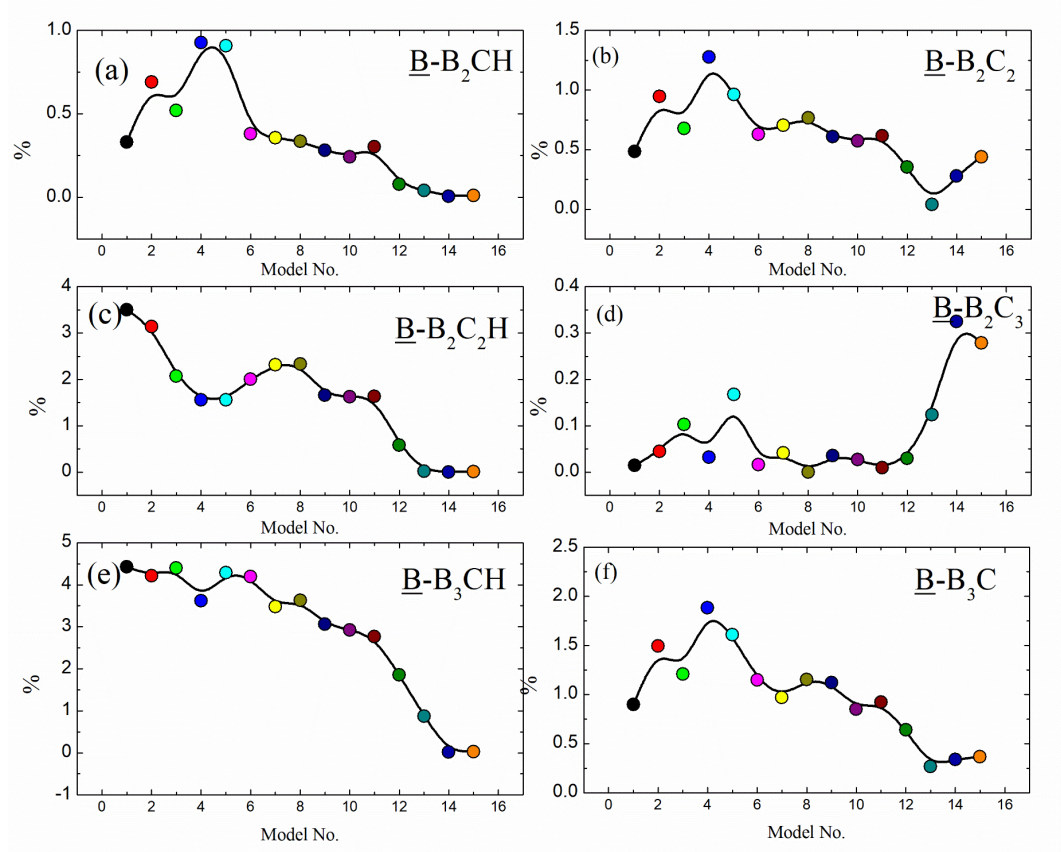 (a) B-B2CH
1.0
0.5
0.0
%
0 2 4 6 8 10 12 14 16
Model No.
(b) B-B2C2
1.5
1.0
0.5
0.0
%
0 2 4 6 8 10 12 14 16
Model No.
(c) B-B2C2H
4
3
2
1
0
%
0 2 4 6 8 10 12 14 16
Model No.
(d) B-B2C3
0.4
0.3
0.2
0.1
0.0
%
0 2 4 6 8 10 12 14 16
Model No.
(e) B-B3CH
5
4
3
2
1
0
-1
%
0 2 4 6 8 10 12 14 16
Model No.
(f) B-B3C
2.5
2.0
1.5
1.0
0.5
0.0
%
0 2 4 6 8 10 12 14 16
Model No.